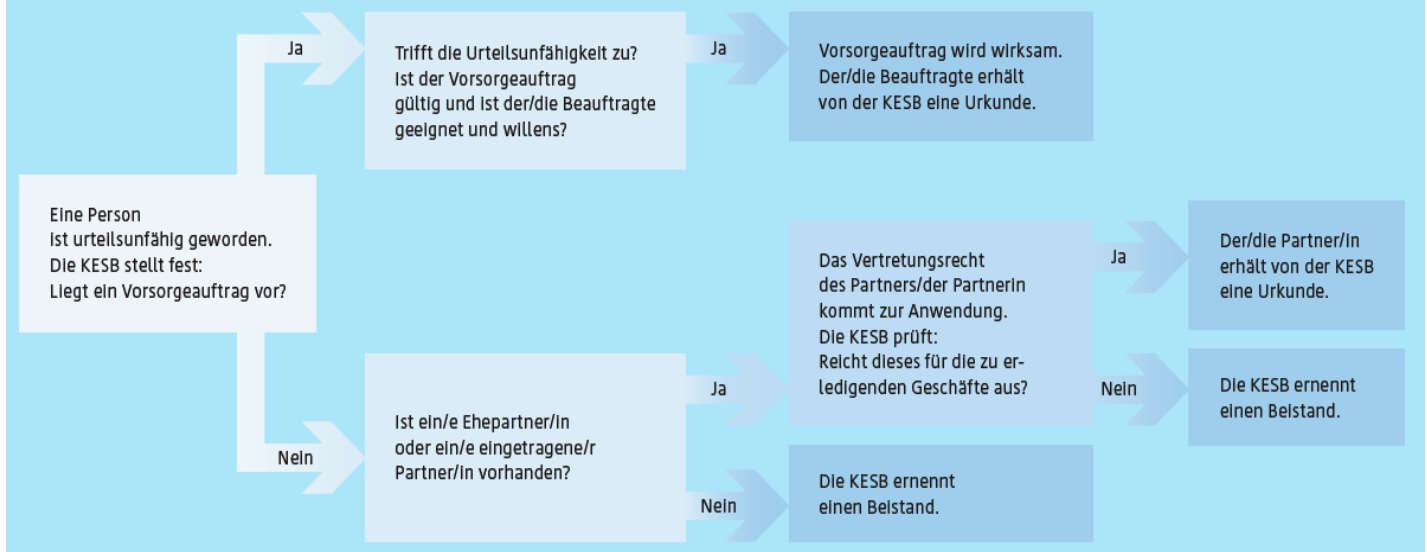 Eine Person
ist urteilsunfähig geworden.
Die KESB stellt fest:
Liegt ein Vorsorgeauftrag vor?
Ja
Trifft die Urteilsunfähigkeit zu?
Ist der Vorsorgeauftrag
gültig und ist der/die Beauftragte
geeignet und willens?
Ja
Vorsorgeauftrag wird wirksam.
Der/die Beauftragte erhält
von der KESB eine Urkunde.
Nein
Ist ein/e Ehepartner/in
oder ein/e eingetragene/r
Partner/in vorhanden?
Ja
Das Vertretungsrecht
des Partners/der Partnerin
kommt zur Anwendung.
Die KESB prüft:
Reicht dieses für die zu er-
ledigenden Geschäfte aus?
Ja
Der/die Partner/in
erhält von der KESB
eine Urkunde.
Nein
Die KESB ernennt
einen Beistand.
Nein
Die KESB ernennt
einen Beistand.